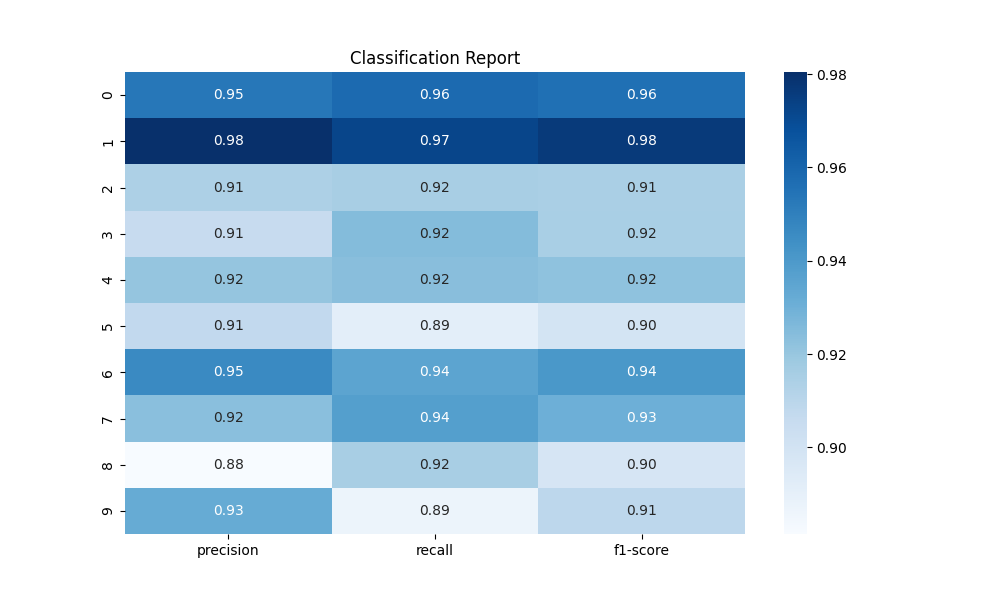 Classification Report
0 0.95 0.96 0.96
1 0.98 0.97 0.98
2 0.91 0.92 0.91
3 0.91 0.92 0.92
4 0.92 0.92 0.92
5 0.91 0.89 0.90
6 0.95 0.94 0.94
7 0.92 0.94 0.93
8 0.88 0.92 0.90
9 0.93 0.89 0.91
precision recall f1-score
0.98
0.96
0.94
0.92
0.90